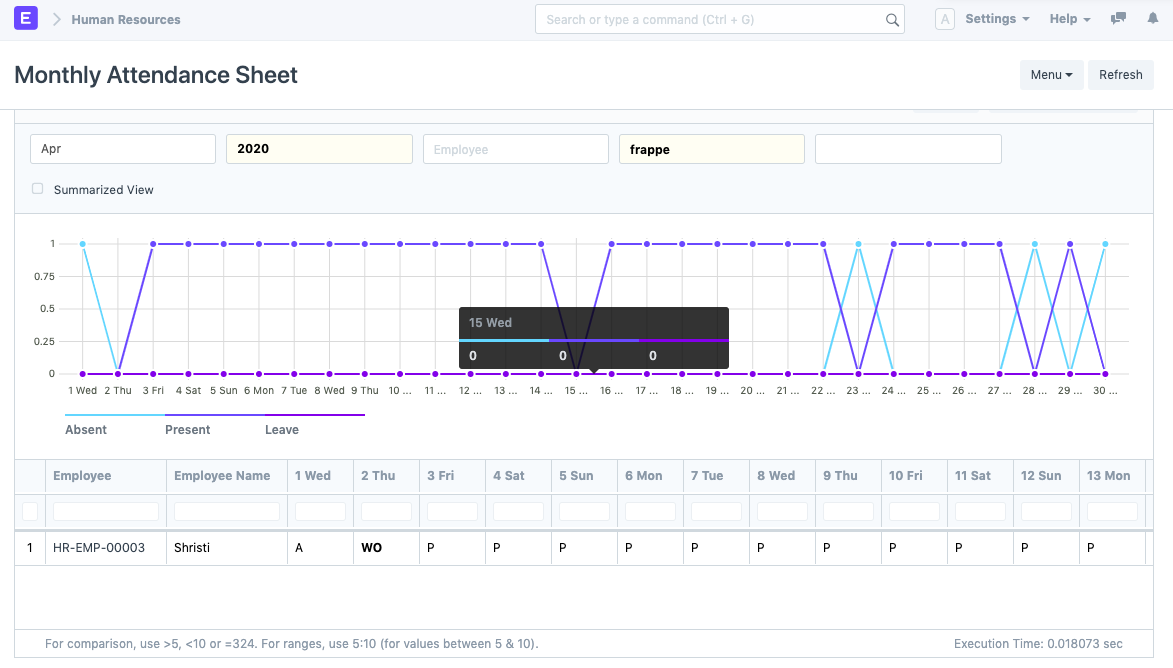 E Human Resources Search or type a command (Ctrl + G) A Settings Help
Monthly Attendance Sheet Menu Refresh
Apr 2020 Employee frappe
Summarized View
1
0.75
0.5
0.25
0
15 Wed
0 0 0
1 Wed 2 Thu 3 Fri 4 Sat 5 Sun 6 Mon 7 Tue 8 Wed 9 Thu 10 ... 11 ... 12 ... 13 ... 14 ... 15 ... 16 ... 17 ... 18 ... 19 ... 20 ... 21 ... 22 ... 23 ... 24 ... 25 ... 26 ... 27 ... 28 ... 29 ... 30 ...
Absent Present Leave
Employee Employee Name 1 Wed 2 Thu 3 Fri 4 Sat 5 Sun 6 Mon 7 Tue 8 Wed 9 Thu 10 Fri 11 Sat 12 Sun 13 Mon
1 HR-EMP-00003 Shristi A WO P P P P P P P P P P P
For comparison, use >5, <10 or =324. For ranges, use 5:10 (for values between 5 & 10). Execution Time: 0.018073 sec